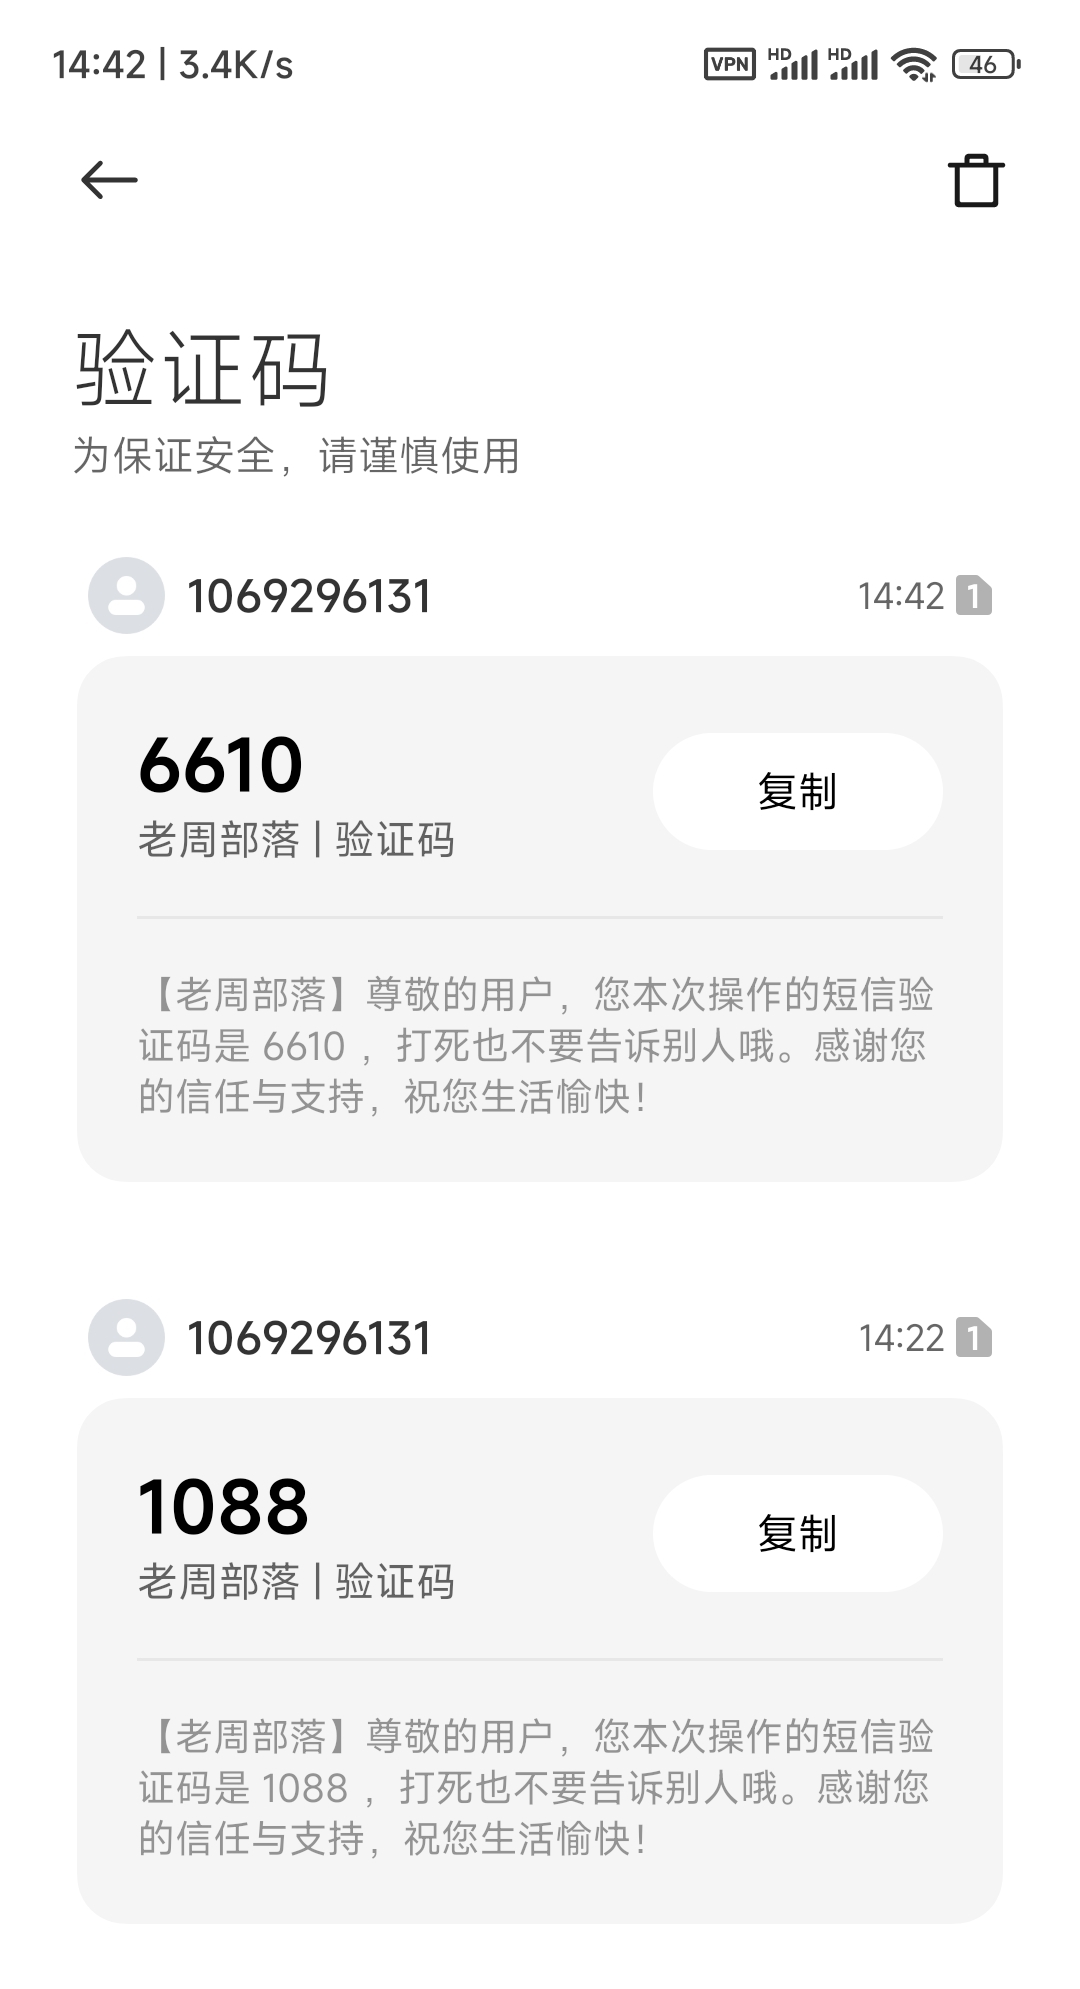 14:42 | 3.4K/s VPN HD HD 46
验证码
为保证安全，请谨慎使用
1069296131 14:42 1
6610
复制
老周部落 | 验证码
【老周部落】尊敬的用户，您本次操作的短信验
证码是 6610 ，打死也不要告诉别人哦。感谢您
的信任与支持，祝您生活愉快！
1069296131 14:22 1
1088
复制
老周部落 | 验证码
【老周部落】尊敬的用户，您本次操作的短信验
证码是 1088 ，打死也不要告诉别人哦。感谢您
的信任与支持，祝您生活愉快！